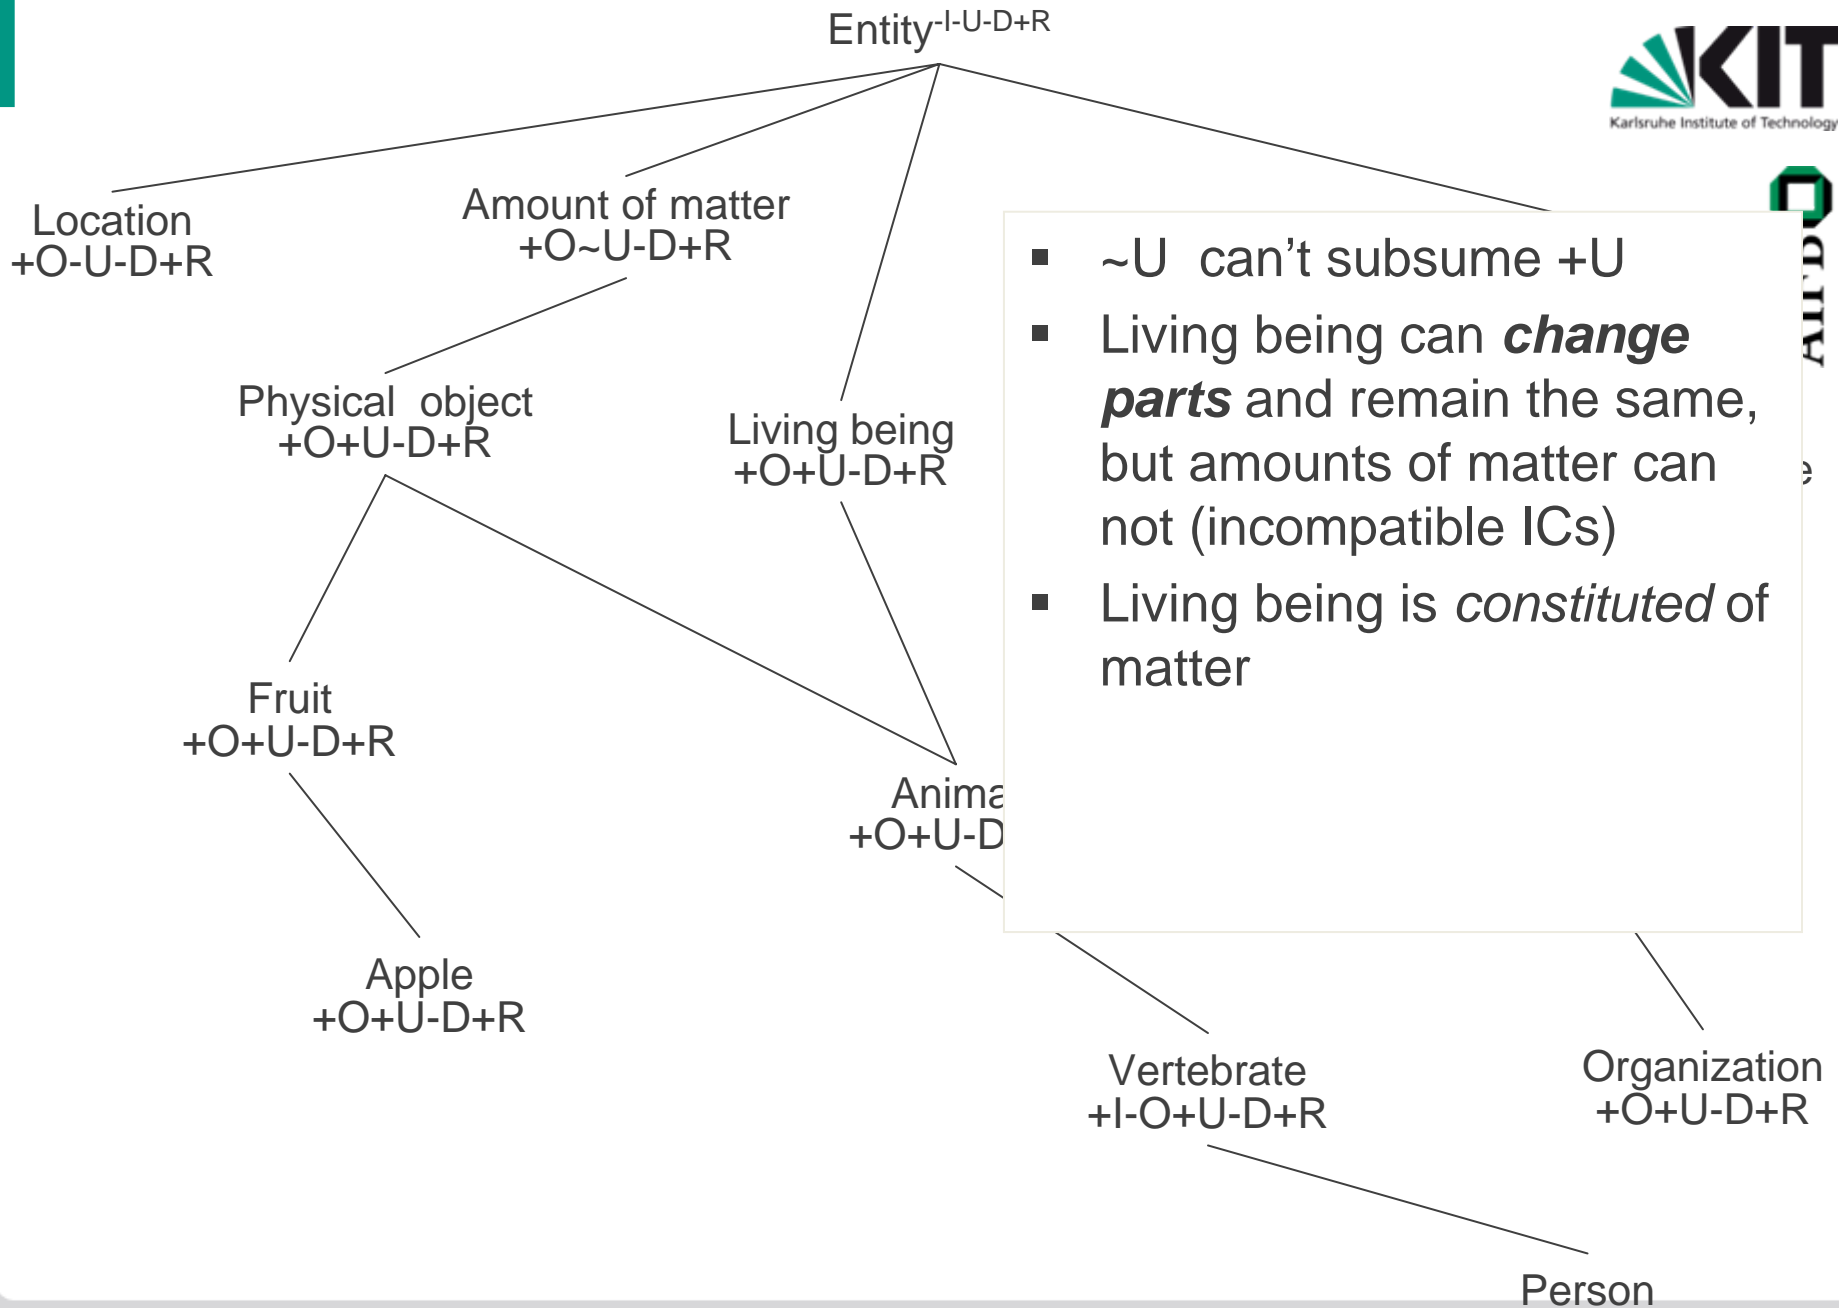 Entity-I-U-D+R
KIT
Karlsruhe Institute of Technology
Location
+O-U-D+R
Amount of matter
+O~U-D+R
▪ ~U can’t subsume +U
▪ Living being can change
parts and remain the same,
but amounts of matter can
not (incompatible ICs)
▪ Living being is constituted of
matter
Physical object
+O+U-D+R
Living being
+O+U-D+R
Fruit
+O+U-D+R
Anima
+O+U-D
Apple
+O+U-D+R
Vertebrate
+I-O+U-D+R
Organization
+O+U-D+R
Person